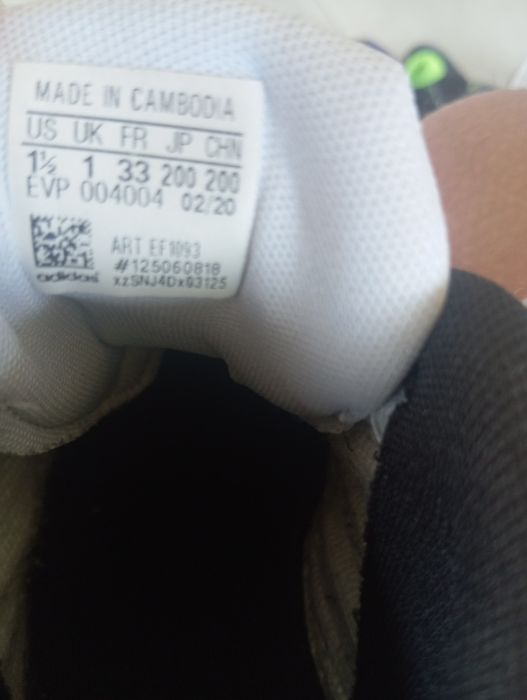 MADE IN CAMBODIA
US UK FR JP CHN
1½ 1 33 200 200
EVP 004004 02/20
ART EF1093
#125060818
adidas xzSNJ4Dx03125